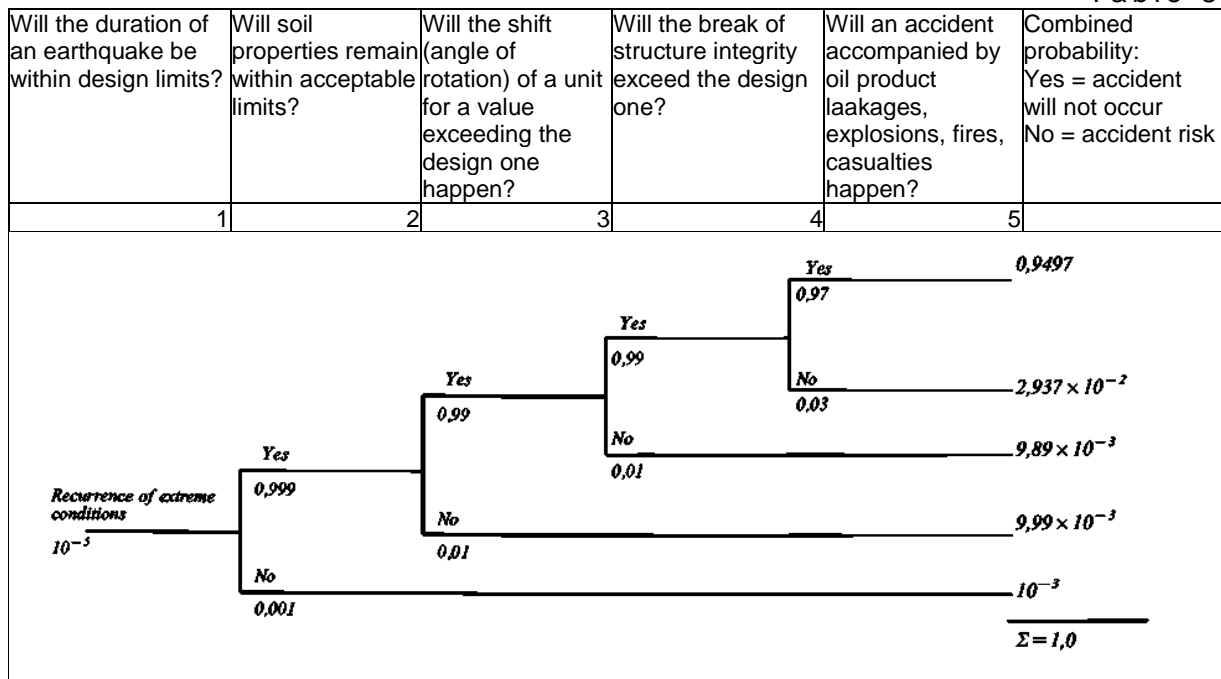 Will the duration of
an earthquake be
within design limits?
Will soil
properties remain
within acceptable
limits?
Will the shift
(angle of
rotation) of a unit
for a value
exceeding the
design one
happen?
Will the break of
structure integrity
exceed the design
one?
Will an accident
accompanied by
oil product
laakages,
explosions, fires,
casualties
happen?
Combined
probability:
Yes = accident
will not occur
No = accident risk
1
2
3
4
5
Yes
0,97
0,9497
Yes
0,99
No
0,03
2,937 × 10⁻²
Yes
0,99
No
0,01
9,89 × 10⁻³
Yes
0,999
No
0,01
9,99 × 10⁻³
Recurrence of extreme
conditions
10⁻⁵
No
0,001
10⁻³
Σ = 1,0